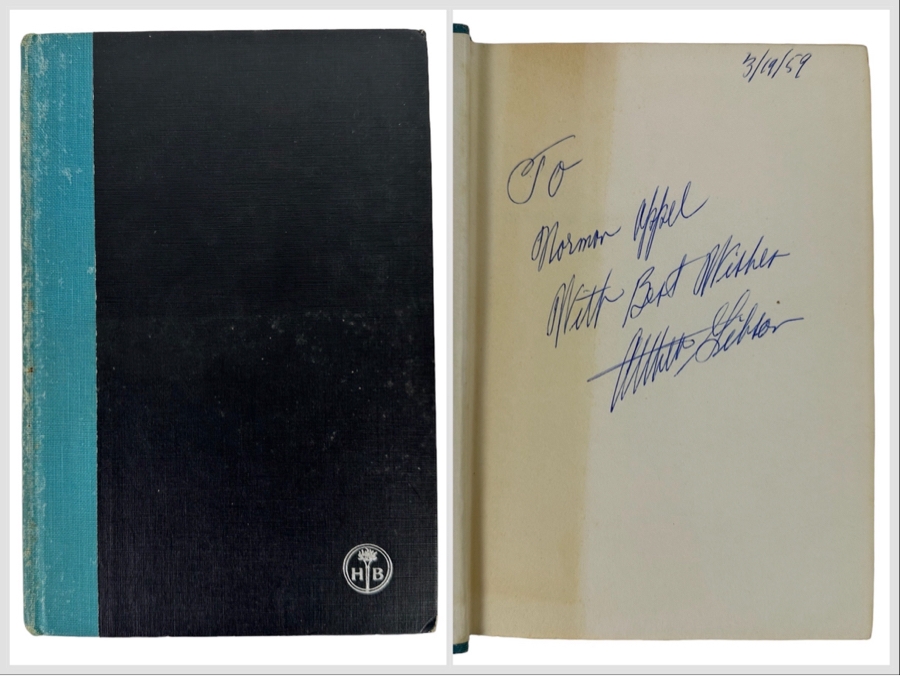 HB
3/19/59
To
Norman Appel
With Best Wishes
Althea Gibson